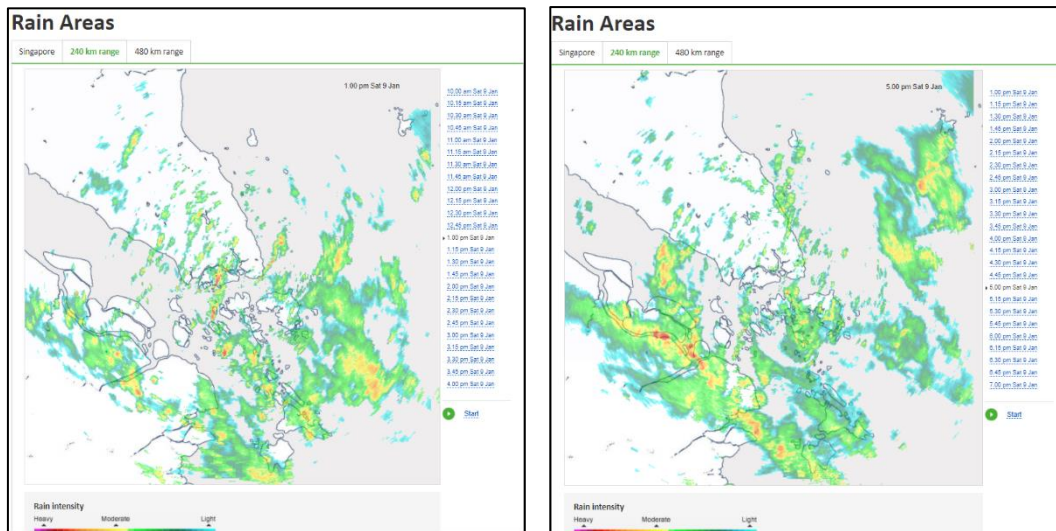 Rain Areas
Singapore 240 km range 480 km range
1.00 pm Sat 9 Jan
10.00 am Sat 9 Jan
10.15 am Sat 9 Jan
10.30 am Sat 9 Jan
10.45 am Sat 9 Jan
11.00 am Sat 9 Jan
11.15 am Sat 9 Jan
11.30 am Sat 9 Jan
11.45 am Sat 9 Jan
12.00 pm Sat 9 Jan
12.15 pm Sat 9 Jan
12.30 pm Sat 9 Jan
12.45 pm Sat 9 Jan
1.00 pm Sat 9 Jan
1.15 pm Sat 9 Jan
1.30 pm Sat 9 Jan
1.45 pm Sat 9 Jan
2.00 pm Sat 9 Jan
2.15 pm Sat 9 Jan
2.30 pm Sat 9 Jan
2.45 pm Sat 9 Jan
3.00 pm Sat 9 Jan
3.15 pm Sat 9 Jan
3.30 pm Sat 9 Jan
3.45 pm Sat 9 Jan
4.00 pm Sat 9 Jan
Start
Rain intensity
Heavy Moderate Light
Rain Areas
Singapore 240 km range 480 km range
5.00 pm Sat 9 Jan
1.00 pm Sat 9 Jan
1.15 pm Sat 9 Jan
1.30 pm Sat 9 Jan
1.45 pm Sat 9 Jan
2.00 pm Sat 9 Jan
2.15 pm Sat 9 Jan
2.30 pm Sat 9 Jan
2.45 pm Sat 9 Jan
3.00 pm Sat 9 Jan
3.15 pm Sat 9 Jan
3.30 pm Sat 9 Jan
3.45 pm Sat 9 Jan
4.00 pm Sat 9 Jan
4.15 pm Sat 9 Jan
4.30 pm Sat 9 Jan
4.45 pm Sat 9 Jan
5.00 pm Sat 9 Jan
5.15 pm Sat 9 Jan
5.30 pm Sat 9 Jan
5.45 pm Sat 9 Jan
6.00 pm Sat 9 Jan
6.15 pm Sat 9 Jan
6.30 pm Sat 9 Jan
6.45 pm Sat 9 Jan
7.00 pm Sat 9 Jan
Start
Rain intensity
Heavy Moderate Light